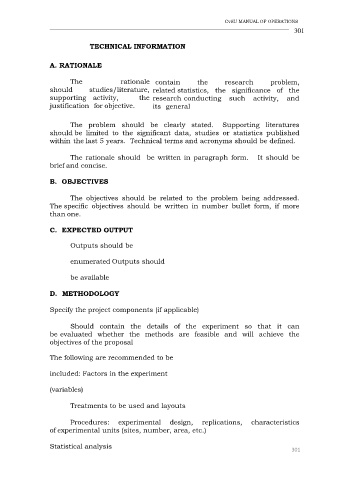 CvSU MANUAL OF OPERATIONS
301
TECHNICAL INFORMATION
A. RATIONALE
The rationale contain the research problem,
should studies/literature, related statistics, the significance of the
supporting activity, the research conducting such activity, and
justification for objective. its general
The problem should be clearly stated. Supporting literatures
should be limited to the significant data, studies or statistics published
within the last 5 years. Technical terms and acronyms should be defined.
The rationale should be written in paragraph form. It should be
brief and concise.
B. OBJECTIVES
The objectives should be related to the problem being addressed.
The specific objectives should be written in number bullet form, if more
than one.
C. EXPECTED OUTPUT
Outputs should be
enumerated Outputs should
be available
D. METHODOLOGY
Specify the project components (if applicable)
Should contain the details of the experiment so that it can
be evaluated whether the methods are feasible and will achieve the
objectives of the proposal
The following are recommended to be
included: Factors in the experiment
(variables)
Treatments to be used and layouts
Procedures: experimental design, replications, characteristics
of experimental units (sites, number, area, etc.)
Statistical analysis
301